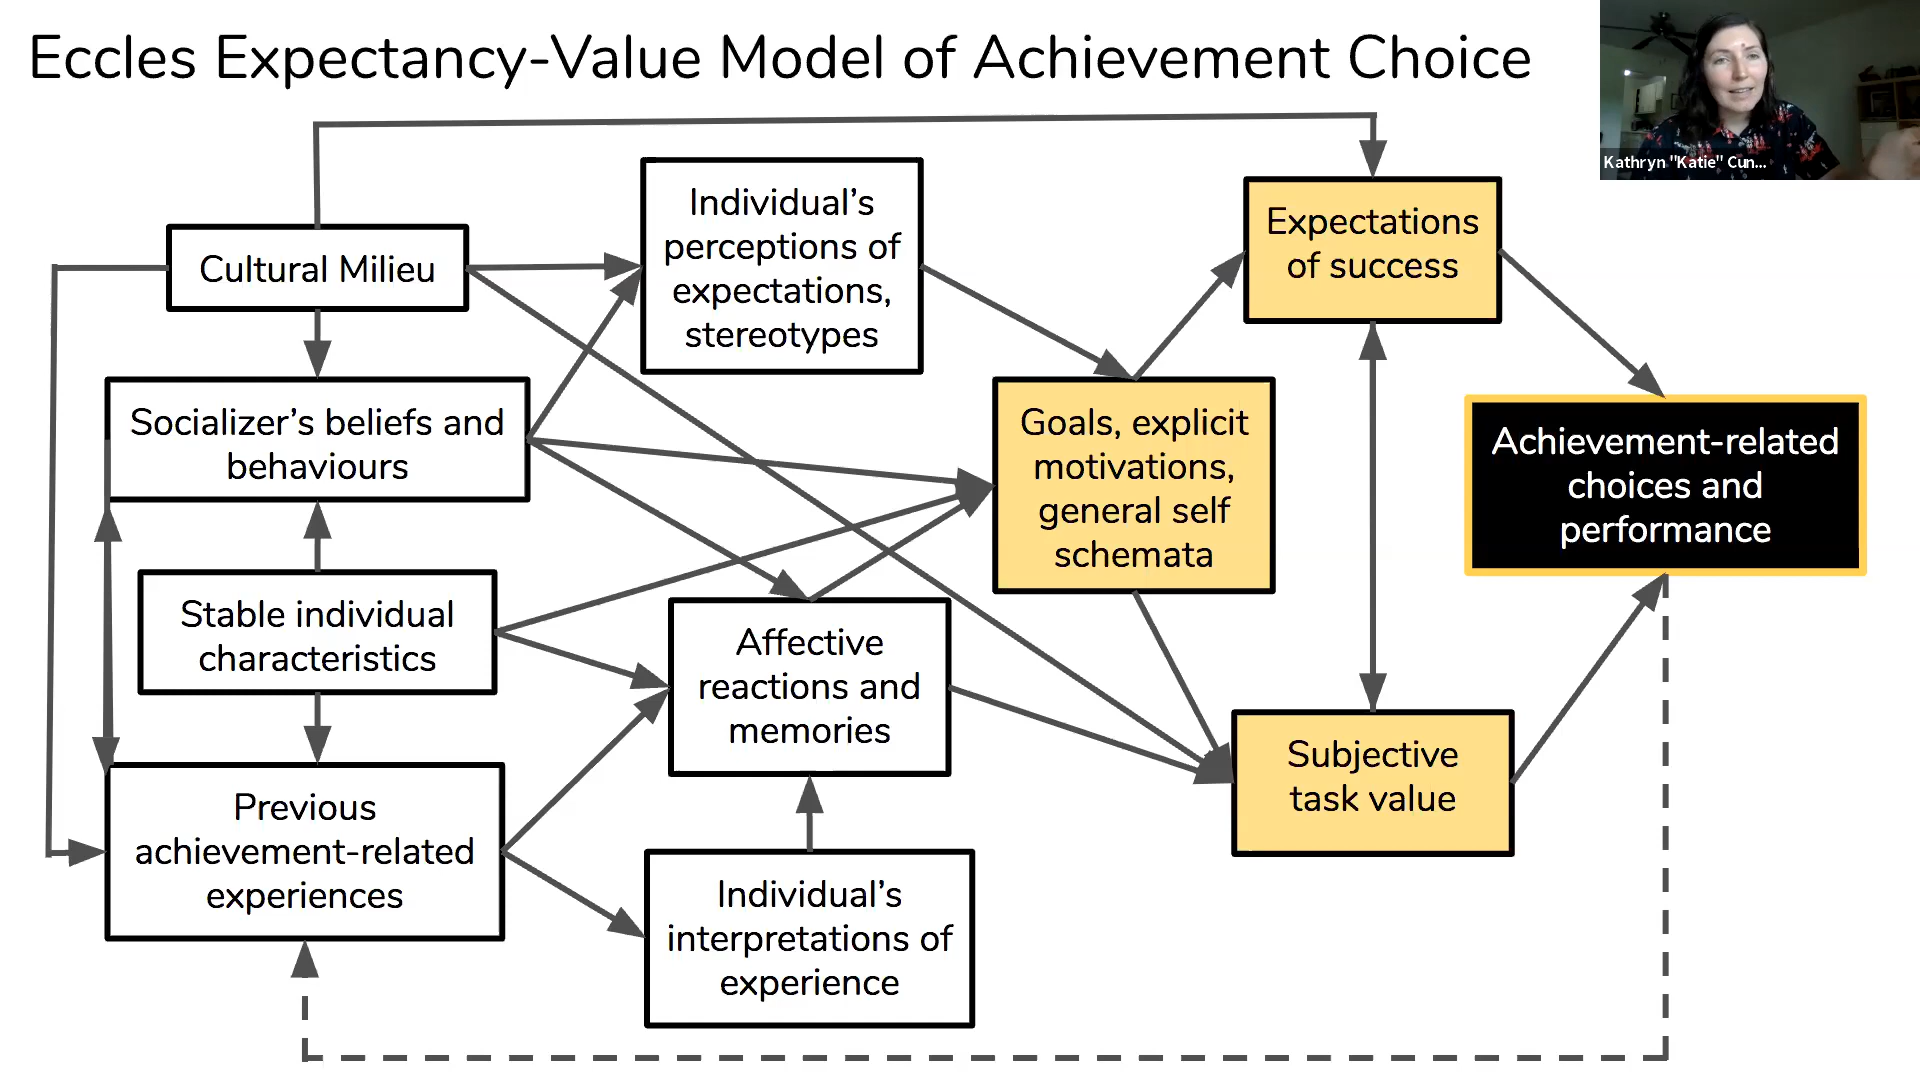 Eccles Expectancy-Value Model of Achievement Choice
Kathryn "Katie" Cun...
Individual’s
perceptions of
expectations,
stereotypes
Expectations
of success
Cultural Milieu
Socializer’s beliefs and
behaviours
Goals, explicit
motivations,
general self
schemata
Achievement-related
choices and
performance
Stable individual
characteristics
Affective
reactions and
memories
Subjective
task value
Previous
achievement-related
experiences
Individual’s
interpretations of
experience